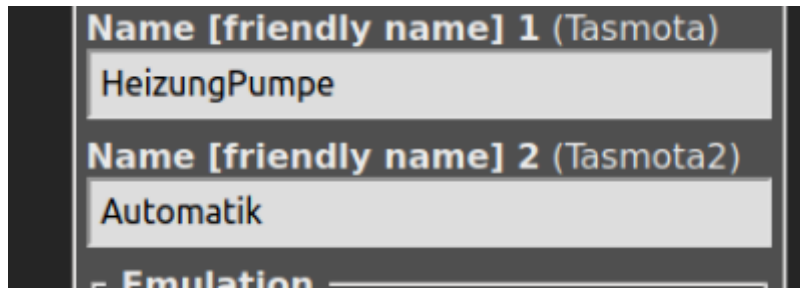 Name [friendly name] 1 (Tasmota)
HeizungPumpe
Name [friendly name] 2 (Tasmota2)
Automatik
Emulation